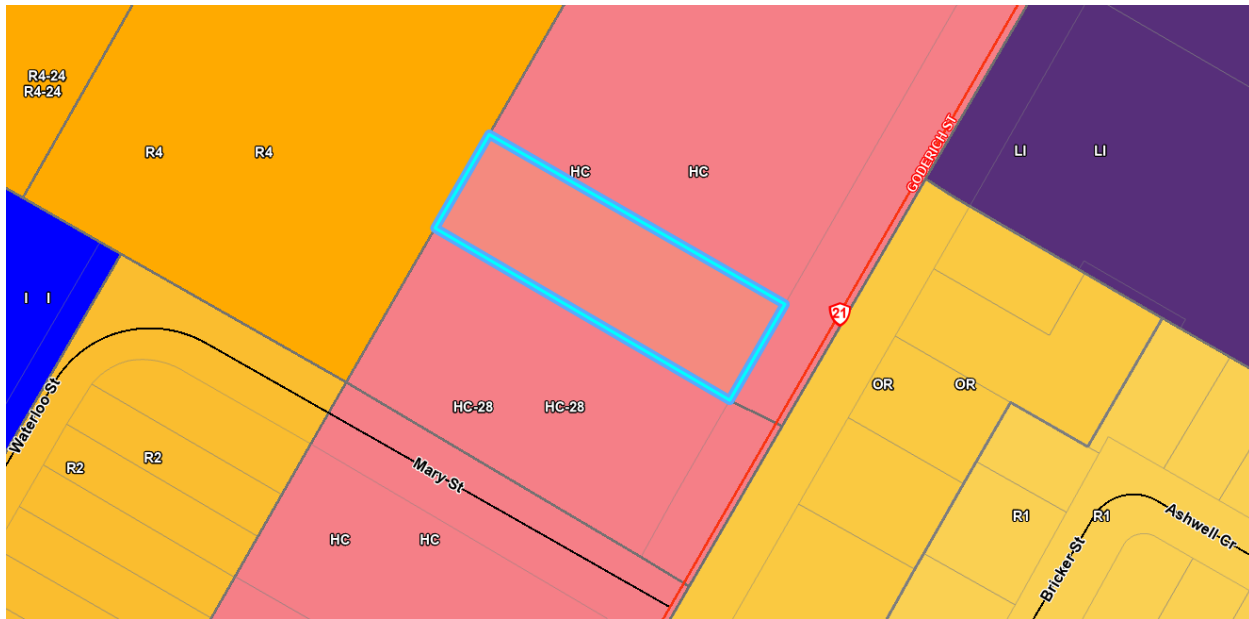 R4-24
R4-24
R4 R4
HC HC
GODERICH ST
LI LI
I I
21
Waterloo St
R2 R2
HC-28 HC-28
OR OR
Mary St
HC HC
R1 R1
Bricker St
Ashwell Cr